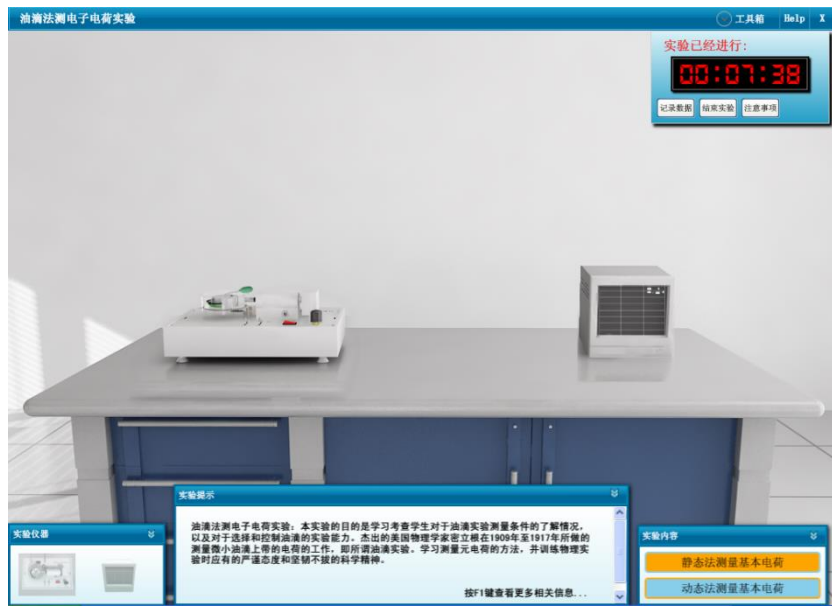 油滴法测电子电荷实验
工具箱 Help X
实验已经进行:
00:07:38
记录数据 结束实验 注意事项
实验提示
油滴法测电子电荷实验：本实验的目的是学习考查学生对于油滴实验测量条件的了解情况，
以及对于选择和控制油滴的实验能力。杰出的美国物理学家密立根在1909年至1917年所做的
测量微小油滴上带的电荷的工作，即所谓油滴实验。学习测量元电荷的方法，并训练物理实
验时应有的严谨态度和坚韧不拔的科学精神。
按F1键查看更多相关信息...
实验仪器
实验内容
静态法测量基本电荷
动态法测量基本电荷